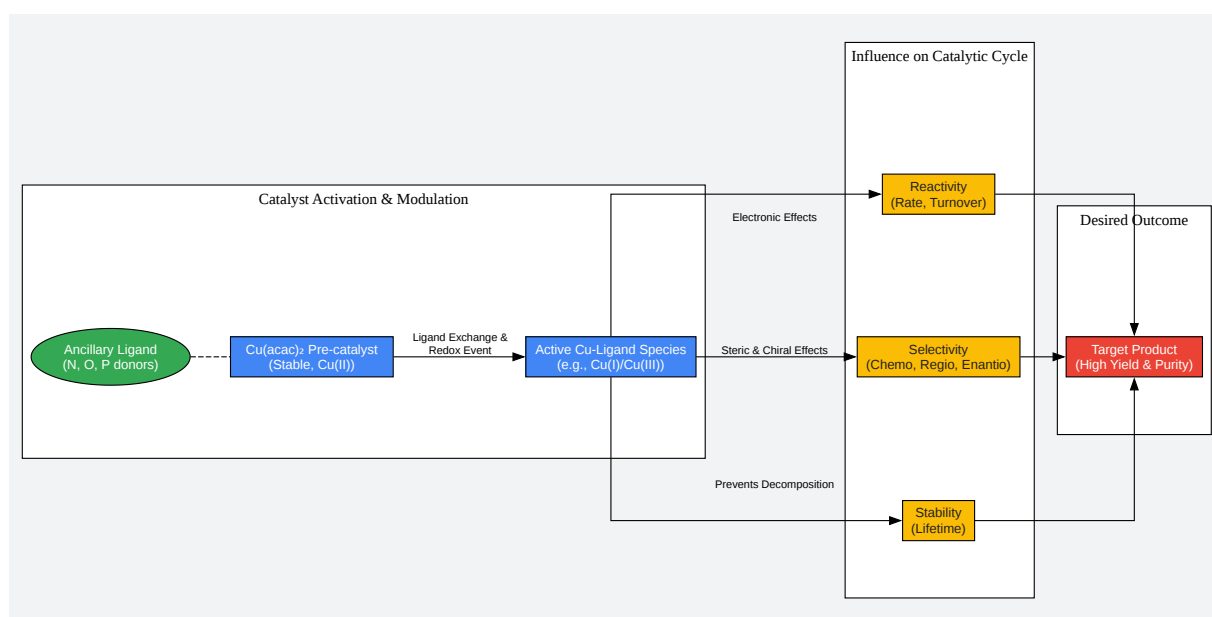 Influence on Catalytic Cycle
Catalyst Activation & Modulation
Reactivity
(Rate, Turnover)
Electronic Effects
Desired Outcome
Ancillary Ligand
(N, O, P donors)
Cu(acac)₂ Pre-catalyst
(Stable, Cu(II))
Ligand Exchange &
Redox Event
Active Cu-Ligand Species
(e.g., Cu(I)/Cu(III))
Steric & Chiral Effects
Selectivity
(Chemo, Regio, Enantio)
Target Product
(High Yield & Purity)
Prevents Decomposition
Stability
(Lifetime)